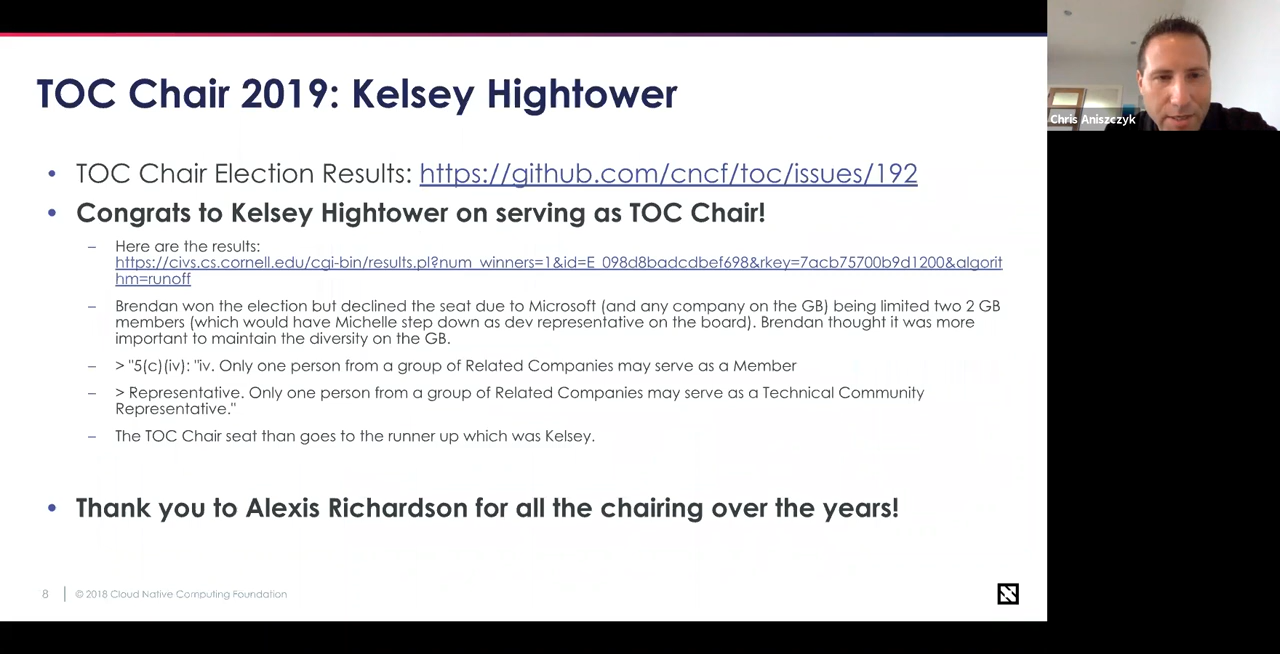 TOC Chair 2019: Kelsey Hightower
• TOC Chair Election Results: https://github.com/cncf/toc/issues/192
• Congrats to Kelsey Hightower on serving as TOC Chair!
– Here are the results:
https://civs.cs.cornell.edu/cgi-bin/results.pl?num_winners=1&id=E_098d8badcdbef698&rkey=7acb75700b9d1200&algorit
hm=runoff
– Brendan won the election but declined the seat due to Microsoft (and any company on the GB) being limited two 2 GB
members (which would have Michelle step down as dev representative on the board). Brendan thought it was more
important to maintain the diversity on the GB.
– > "5(c)(iv): "iv. Only one person from a group of Related Companies may serve as a Member
– > Representative. Only one person from a group of Related Companies may serve as a Technical Community
Representative."
– The TOC Chair seat than goes to the runner up which was Kelsey.
• Thank you to Alexis Richardson for all the chairing over the years!
8 | © 2018 Cloud Native Computing Foundation
Chris Aniszczyk